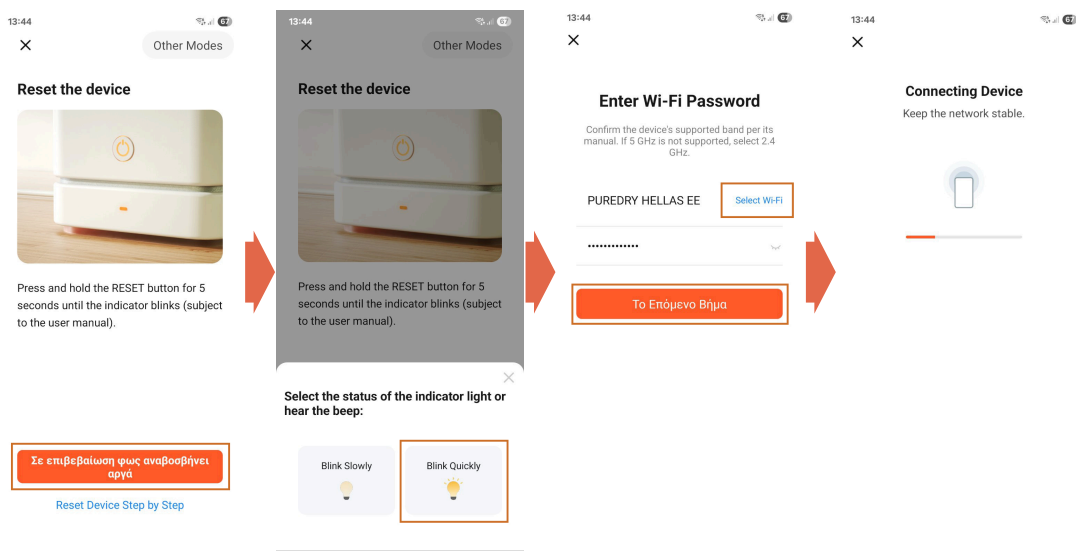 13:44
67
Other Modes
Reset the device
Press and hold the RESET button for 5
seconds until the indicator blinks (subject
to the user manual).
Σε επιβεβαίωση φως αναβοσβήνει
αργά
Reset Device Step by Step
13:44
67
Other Modes
Reset the device
Press and hold the RESET button for 5
seconds until the indicator blinks (subject
to the user manual).
Select the status of the indicator light or
hear the beep:
Blink Slowly
Blink Quickly
13:44
67
Enter Wi-Fi Password
Confirm the device's supported band per its
manual. If 5 GHz is not supported, select 2.4
GHz.
PUREDRY HELLAS EE
Select Wi-Fi
•••••••••••••
Το Επόμενο Βήμα
13:44
67
Connecting Device
Keep the network stable.